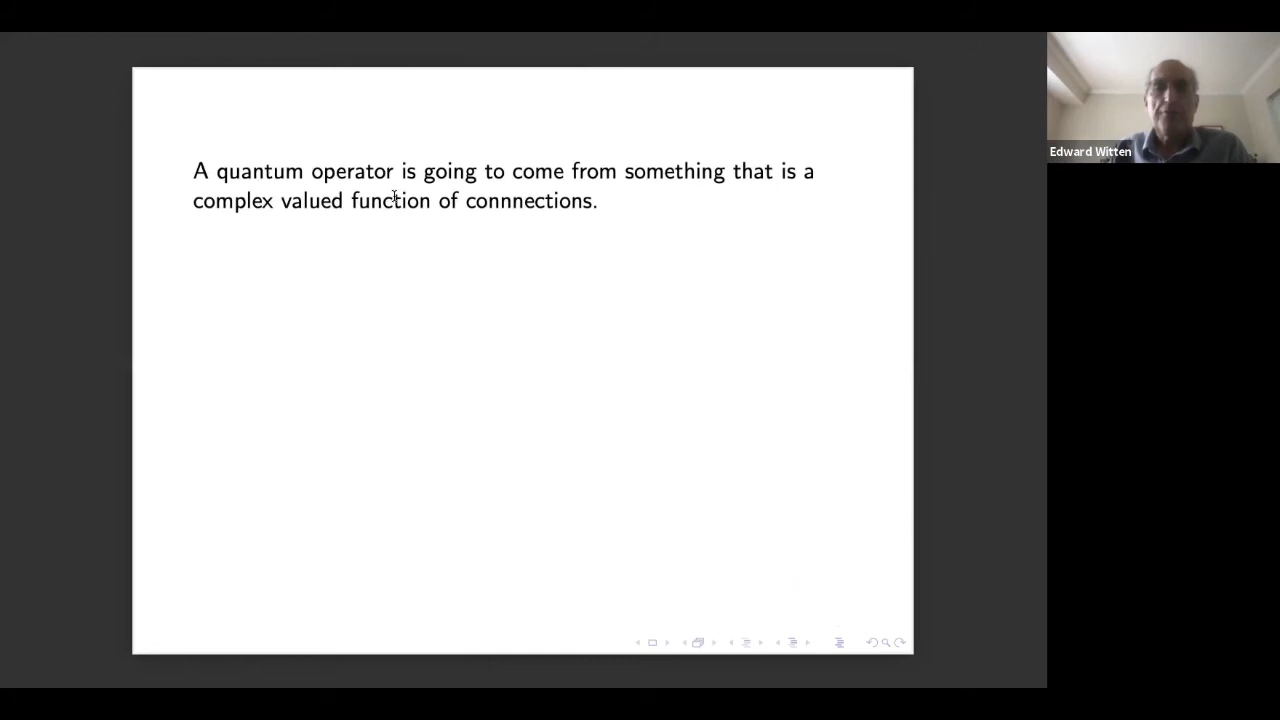 A quantum operator is going to come from something that is a
complex valued function of connnections.
Edward Witten